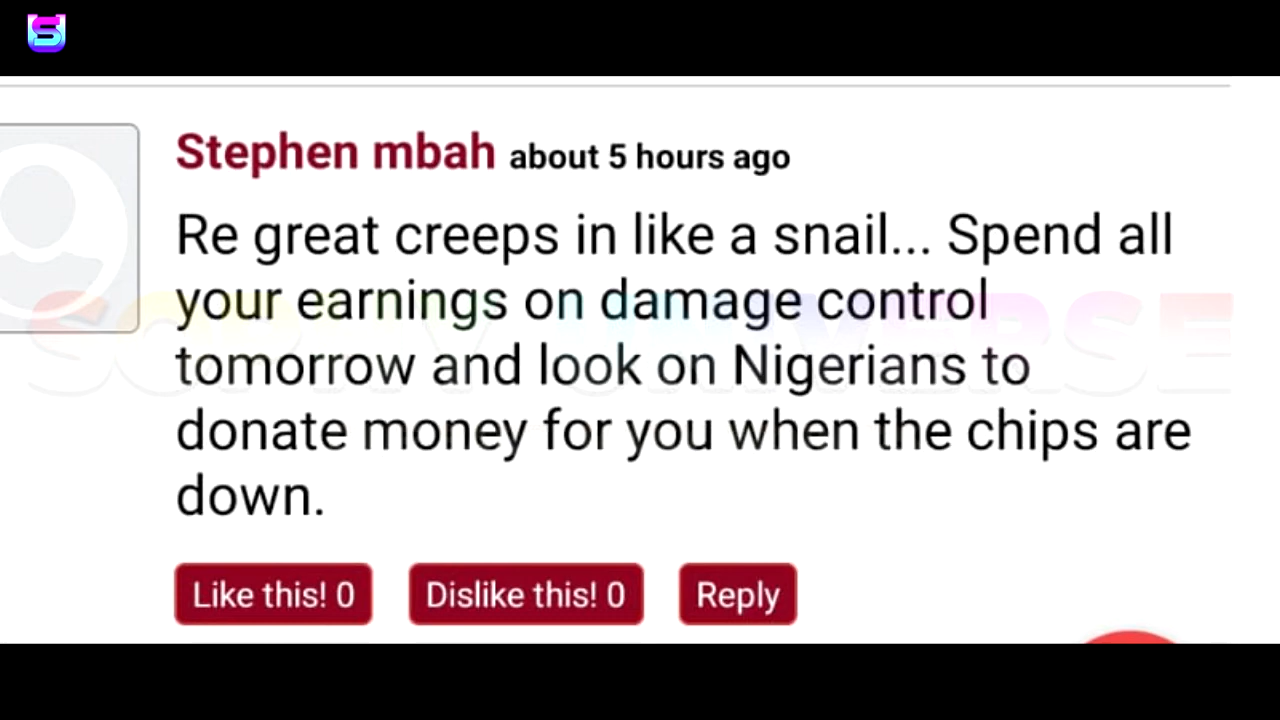 S
Stephen mbah about 5 hours ago
Re great creeps in like a snail... Spend all
your earnings on damage control
tomorrow and look on Nigerians to
donate money for you when the chips are
down.
Like this! 0 Dislike this! 0 Reply